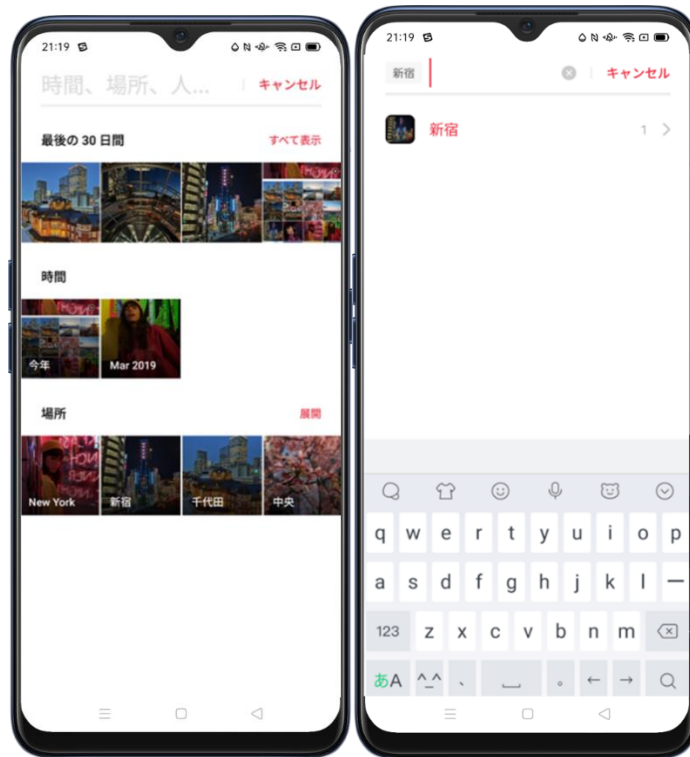 21:19
時間、場所、人...
キャンセル
最後の 30 日間
すべて表示
時間
今年
Mar 2019
場所
展開
New York
新宿
千代田
中央
21:19
新宿
キャンセル
新宿
1
q w e r t y u i o p
a s d f g h j k l ー
123 z x c v b n m
あA ^_^ 、 。 ← →